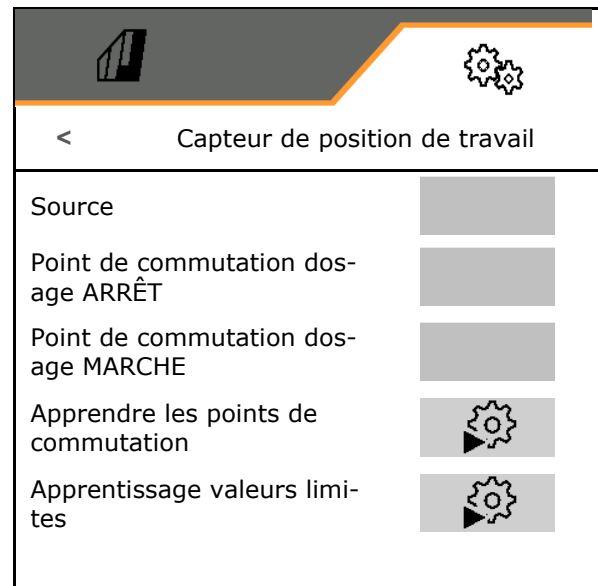 < Capteur de position de travail
Source
Point de commutation dos-
age ARRÊT
Point de commutation dos-
age MARCHE
Apprendre les points de
commutation
Apprentissage valeurs limi-
tes